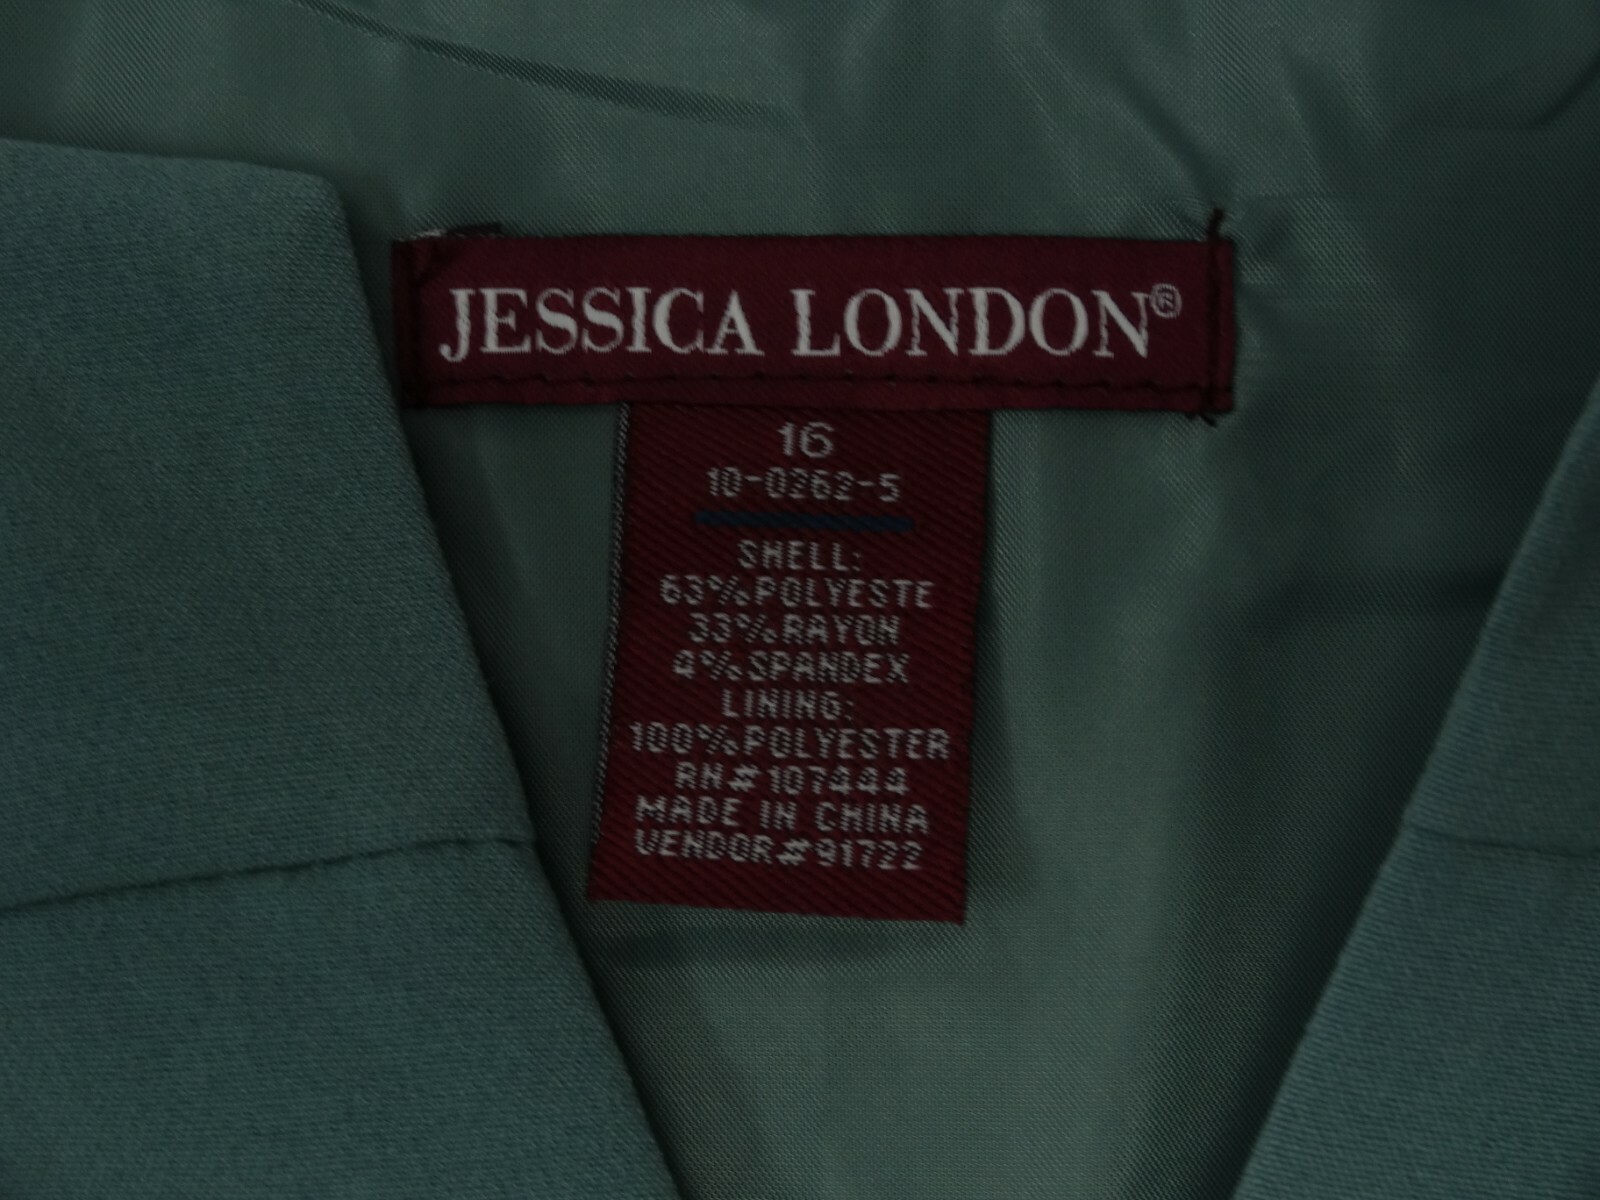 JESSICA LONDON®
16
10-0262-5
SHELL:
63%POLYESTE
33%RAYON
4%SPANDEX
LINING:
100%POLYESTER
RN#107444
MADE IN CHINA
VENDOR#91722